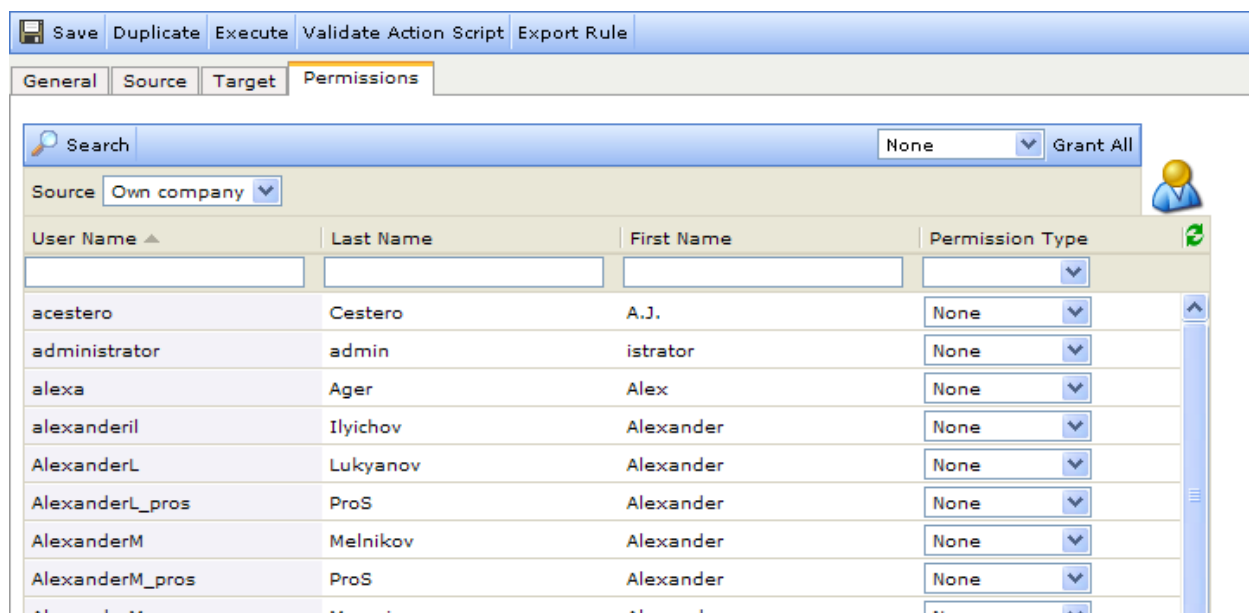 Save Duplicate Execute Validate Action Script Export Rule
General Source Target Permissions
Search None Grant All
Source Own company
User Name Last Name First Name Permission Type
acestero Cestero A.J. None
administrator admin istrator None
alexa Ager Alex None
alexanderil Ilyichov Alexander None
AlexanderL Lukyanov Alexander None
AlexanderL_pros ProS Alexander None
AlexanderM Melnikov Alexander None
AlexanderM_pros ProS Alexander None